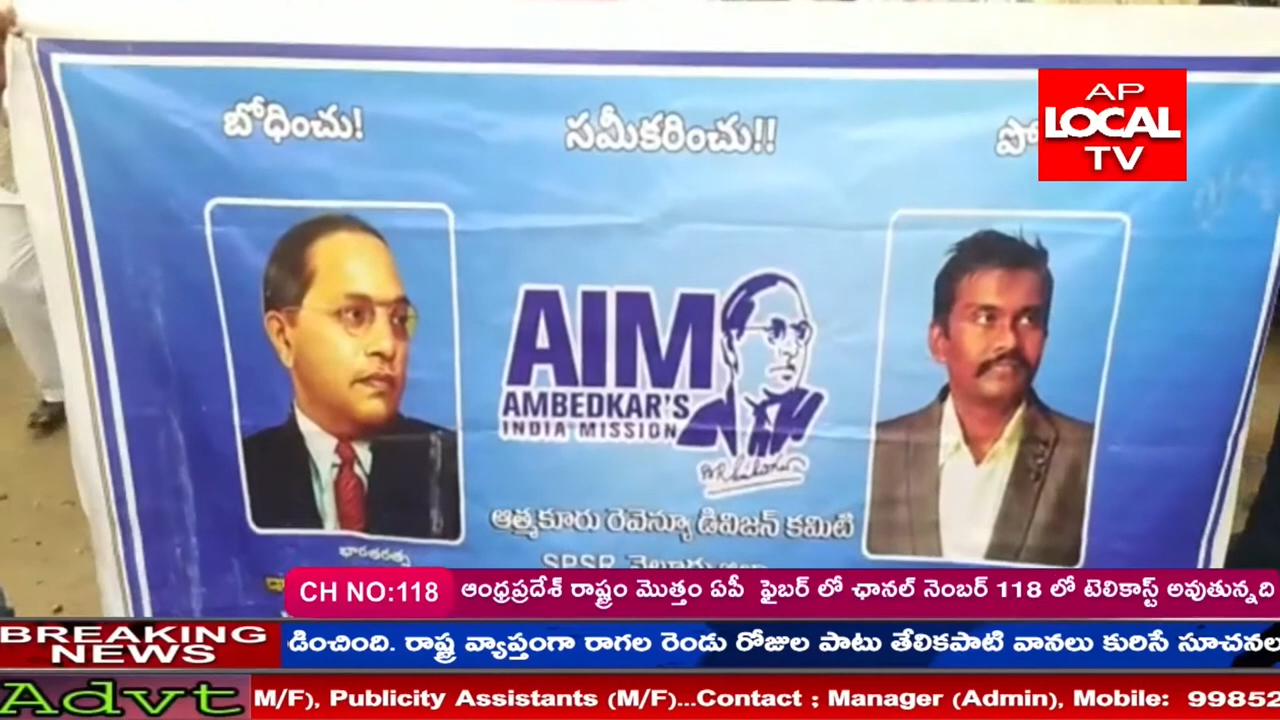 బోధించు! సమీకరించు!!
AP
LOCAL
TV
AIM
AMBEDKAR'S
INDIA MISSION
ఆత్మకూరు రెవెన్యూ డివిజన్ కమిటి
భారతరత్న
SPSR నెల్లూరు జిల్లా
CH NO:118 ఆంధ్రప్రదేశ్ రాష్ట్రం మొత్తం ఏపీ ఫైబర్ లో ఛానల్ నెంబర్ 118 లో టెలికాస్ట్ అవుతున్నది
BREAKING
NEWS
డించింది. రాష్ట్ర వ్యాప్తంగా రాగల రెండు రోజుల పాటు తేలికపాటి వానలు కురిసే సూచనల
Advt
M/F), Publicity Assistants (M/F)...Contact ; Manager (Admin), Mobile: 99852